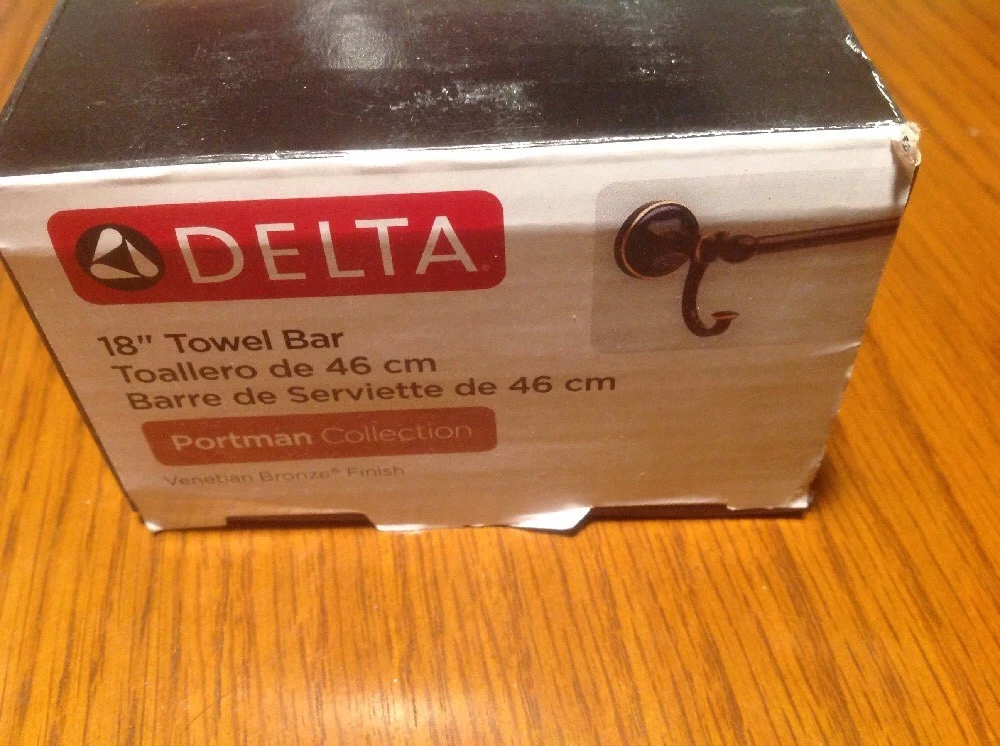 DELTA
18" Towel Bar
Toallero de 46 cm
Barre de Serviette de 46 cm
Portman Collection
Venetian Bronze® Finish